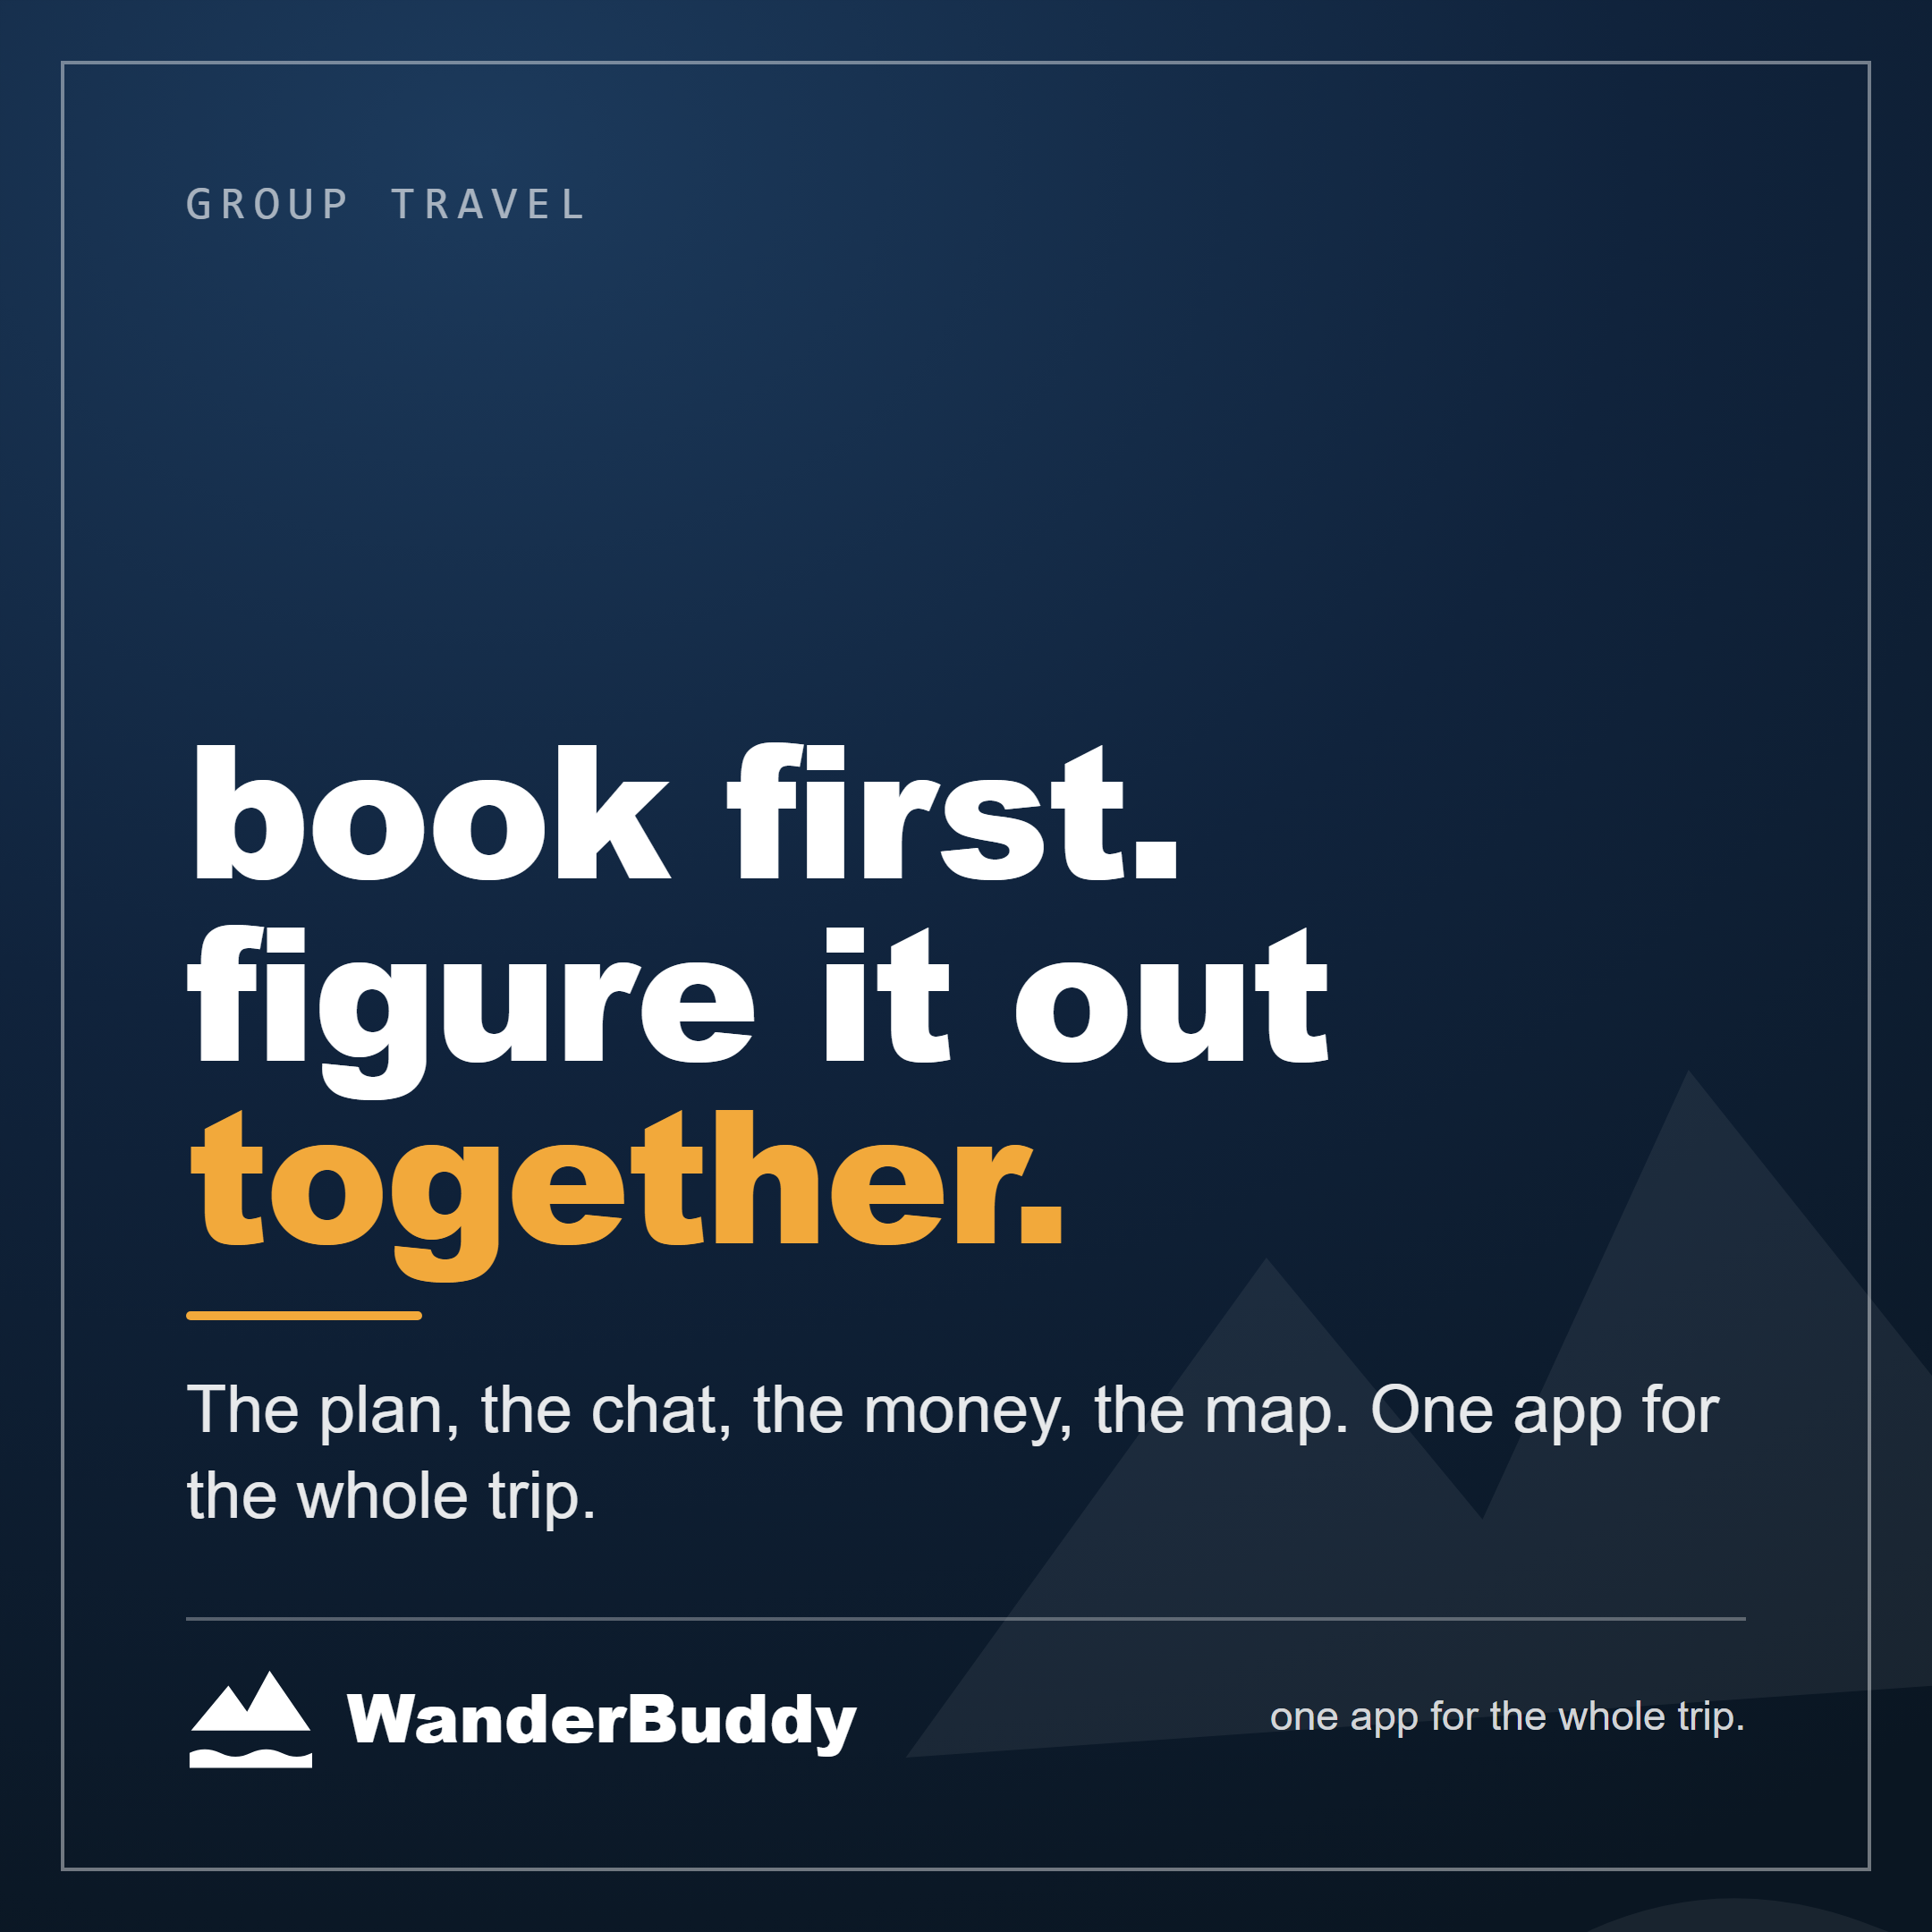 GROUP TRAVEL
book first.
figure it out
together.
The plan, the chat, the money, the map. One app for
the whole trip.
WanderBuddy
one app for the whole trip.